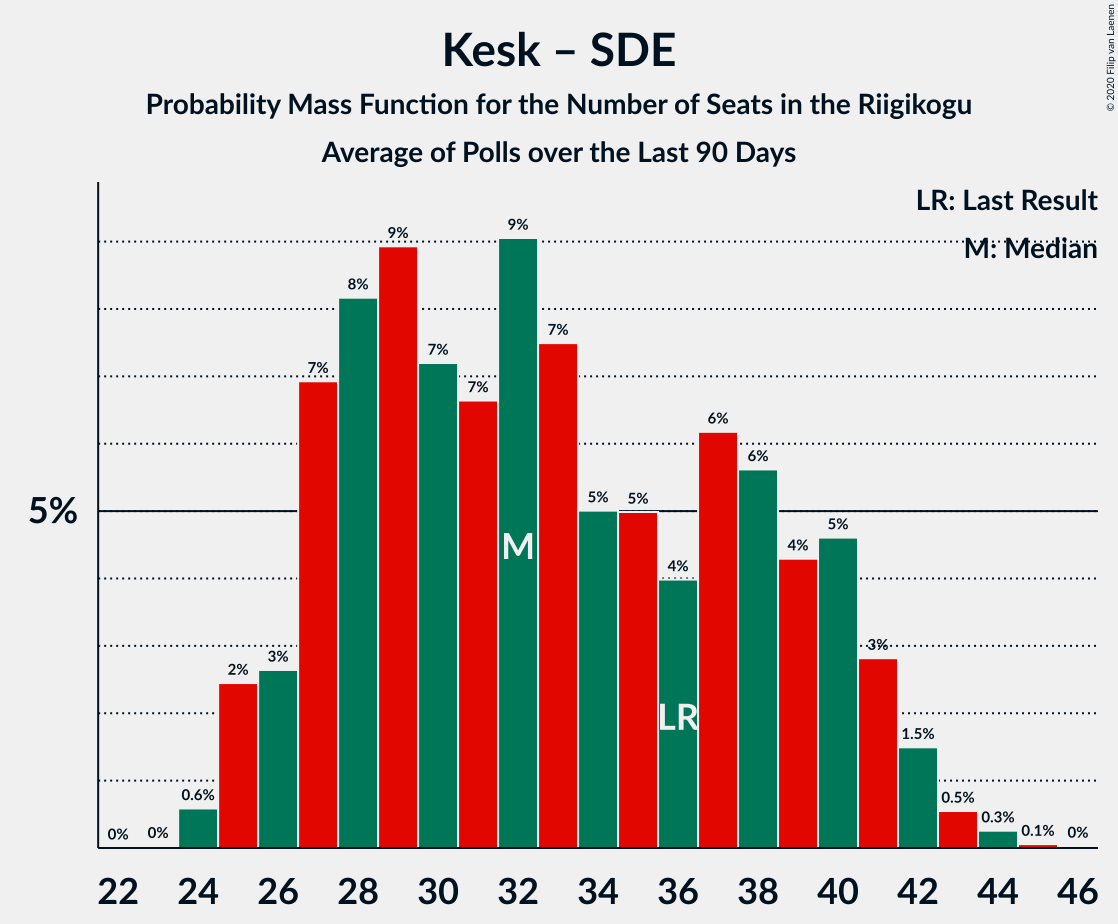 Kesk – SDE
Probability Mass Function for the Number of Seats in the Riigikogu
Average of Polls over the Last 90 Days
© 2020 Filip van Laenen
LR: Last Result
M: Median
5%
0% 0% 0.6% 2% 3% 7% 8% 9% 7% 7% 9% 7% 5% 5% 4% 6% 6% 4% 5% 3% 1.5% 0.5% 0.3% 0.1% 0%
M
LR
22 24 26 28 30 32 34 36 38 40 42 44 46